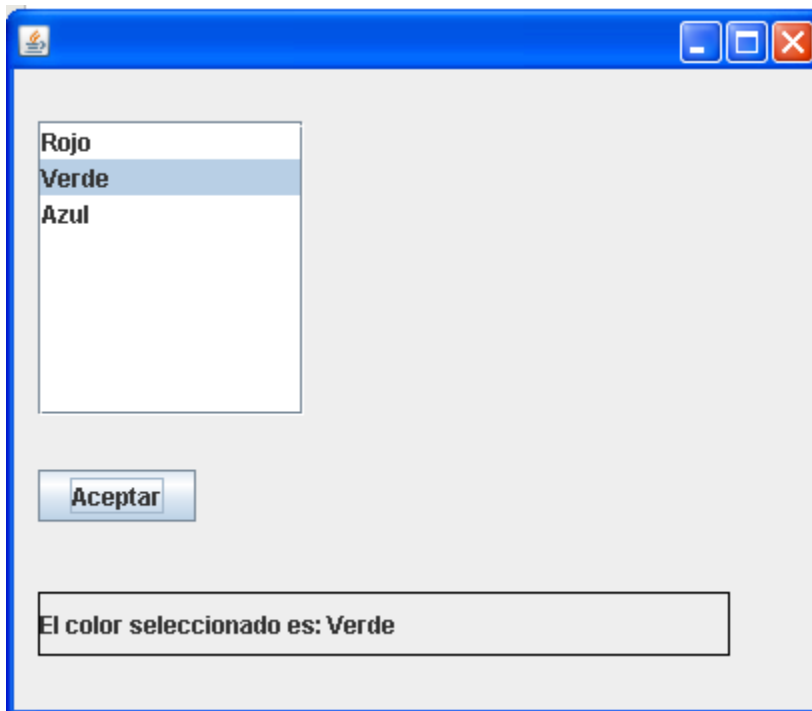 Rojo
Verde
Azul
Aceptar
El color seleccionado es: Verde